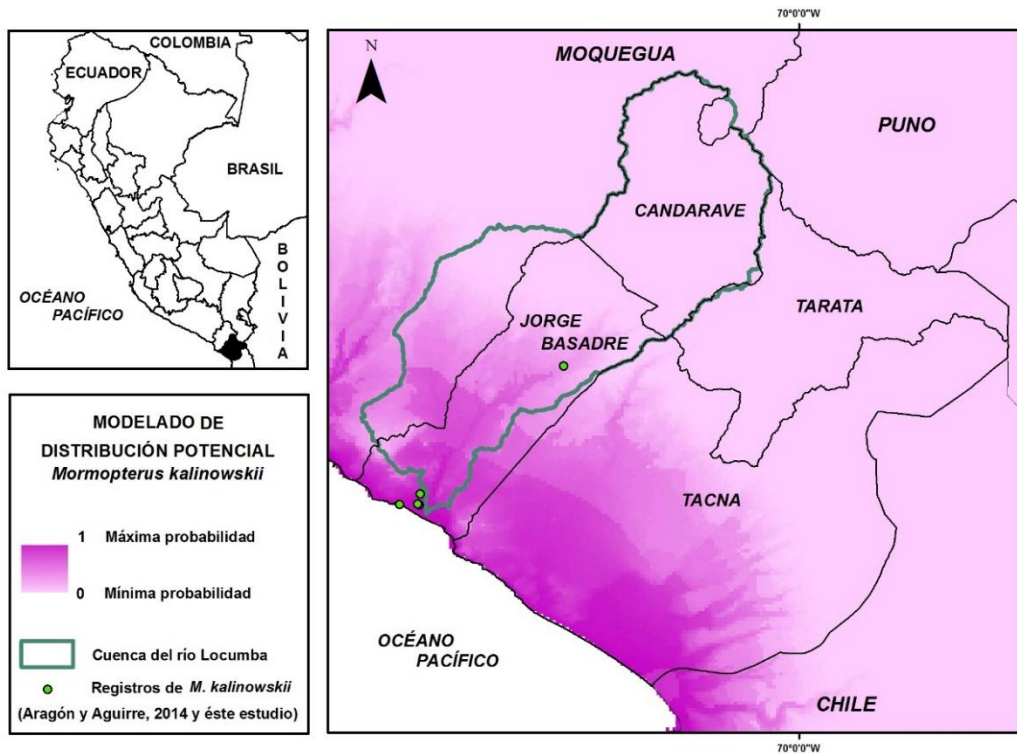 COLOMBIA
ECUADOR
BRASIL
BOLIVIA
OCÉANO
PACÍFICO
MODELADO DE
DISTRIBUCIÓN POTENCIAL
Mormopterus kalinowskii
1 Máxima probabilidad
0 Mínima probabilidad
Cuenca del río Locumba
Registros de M. kalinowskii
(Aragón y Aguirre, 2014 y éste estudio)
70°0'0"W
N
MOQUEGUA
PUNO
CANDARAVE
TARATA
JORGE
BASADRE
TACNA
OCÉANO
PACÍFICO
CHILE
70°0'0"W